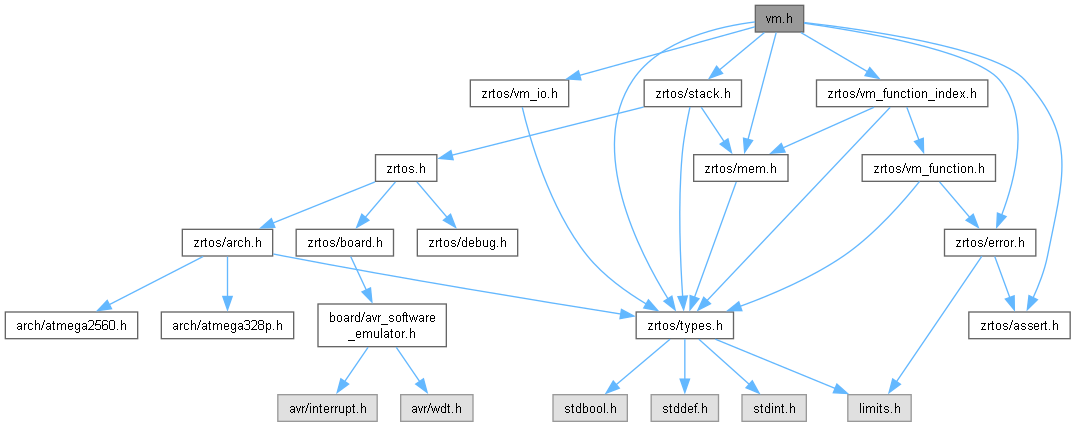 vm.h
zrtos/vm_io.h
zrtos/stack.h
zrtos/vm_function_index.h
zrtos.h
zrtos/mem.h
zrtos/vm_function.h
zrtos/arch.h
zrtos/board.h
zrtos/debug.h
zrtos/error.h
arch/atmega2560.h
arch/atmega328p.h
board/avr_software
_emulator.h
zrtos/types.h
zrtos/assert.h
avr/interrupt.h
avr/wdt.h
stdbool.h
stddef.h
stdint.h
limits.h